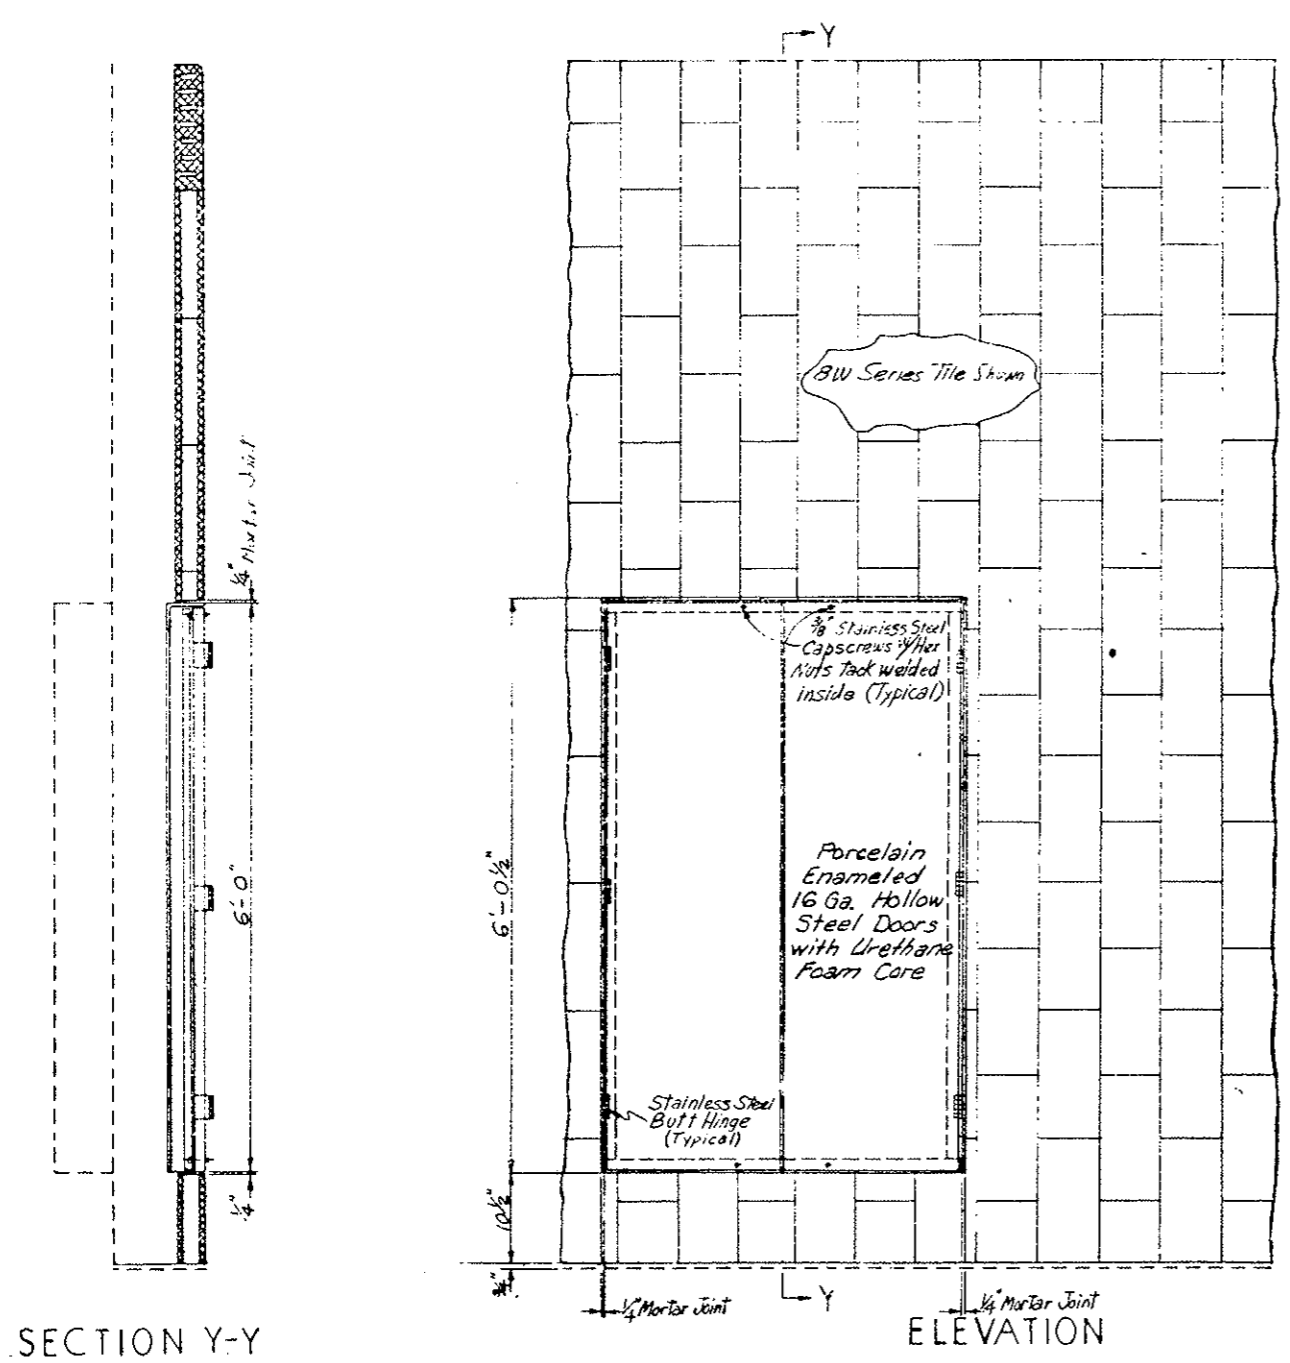 Y
8W Series Tile Shown
1/4" Mortar Joint
3/8" Stainless Steel
Capscrews w/Hex
Nuts Tack welded
inside (Typical)
6'-0"
6'-0 1/2"
Porcelain
Enameled
16 Ga. Hollow
Steel Doors
with Urethane
Foam Core
Stainless Steel
Butt Hinge
(Typical)
1/4"
10 1/2"
3/4"
1/4" Mortar Joint
Y
1/4" Mortar Joint
SECTION Y-Y
ELEVATION